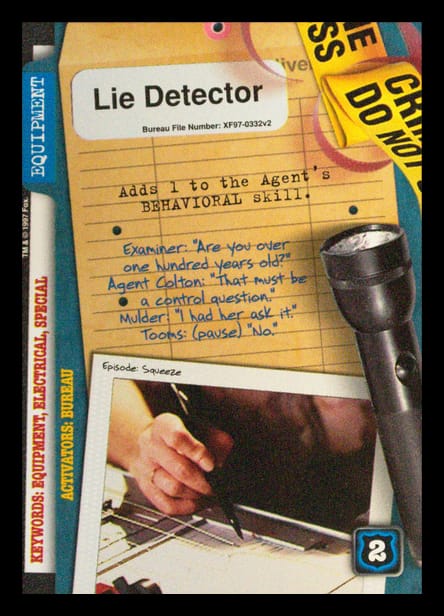 Lie Detector
Bureau File Number: XF97-0332v2
Adds 1 to the Agent's
BEHAVIORAL skill.
Examiner: "Are you over
one hundred years old?"
Agent Colton: "That must be
a control question."
Mulder: "I had her ask it."
Tooms: (pause) "No."
Episode: Squeeze
2
EQUIPMENT
TM & © 1997 Fox.
KEYWORDS: EQUIPMENT, ELECTRICAL, SPECIAL
ACTIVATORS: BUREAU
DO NOT